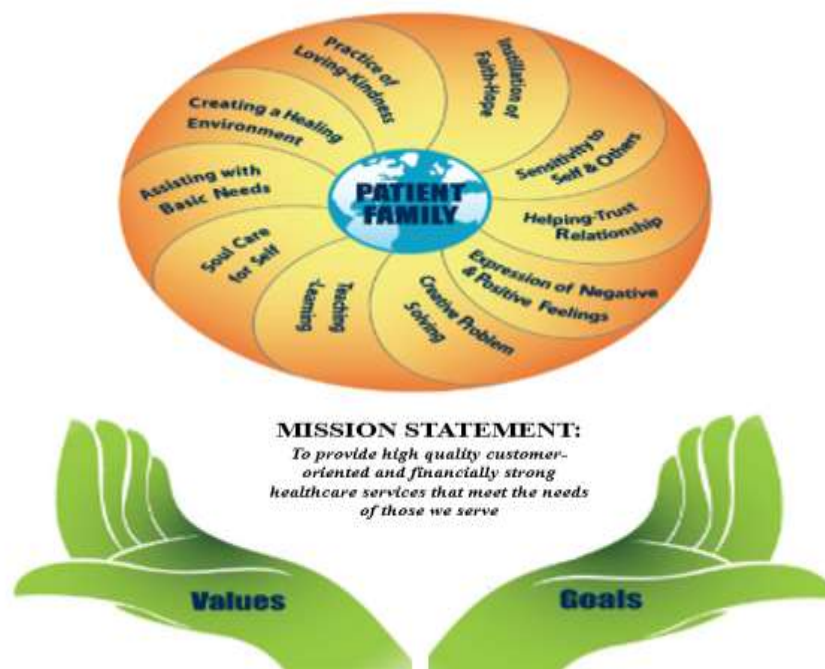 Practice of
Loving-Kindness
Instillation of
Faith-Hope
Creating a Healing
Environment
Sensitivity to
Self & Others
Assisting with
Basic Needs
PATIENT
FAMILY
Helping-Trust
Relationship
Soul Care
for Self
Expression of Negative
& Positive Feelings
Teaching
-Learning
Creative Problem
Solving
MISSION STATEMENT:
To provide high quality customer-
oriented and financially strong
healthcare services that meet the needs
of those we serve
Values
Goals